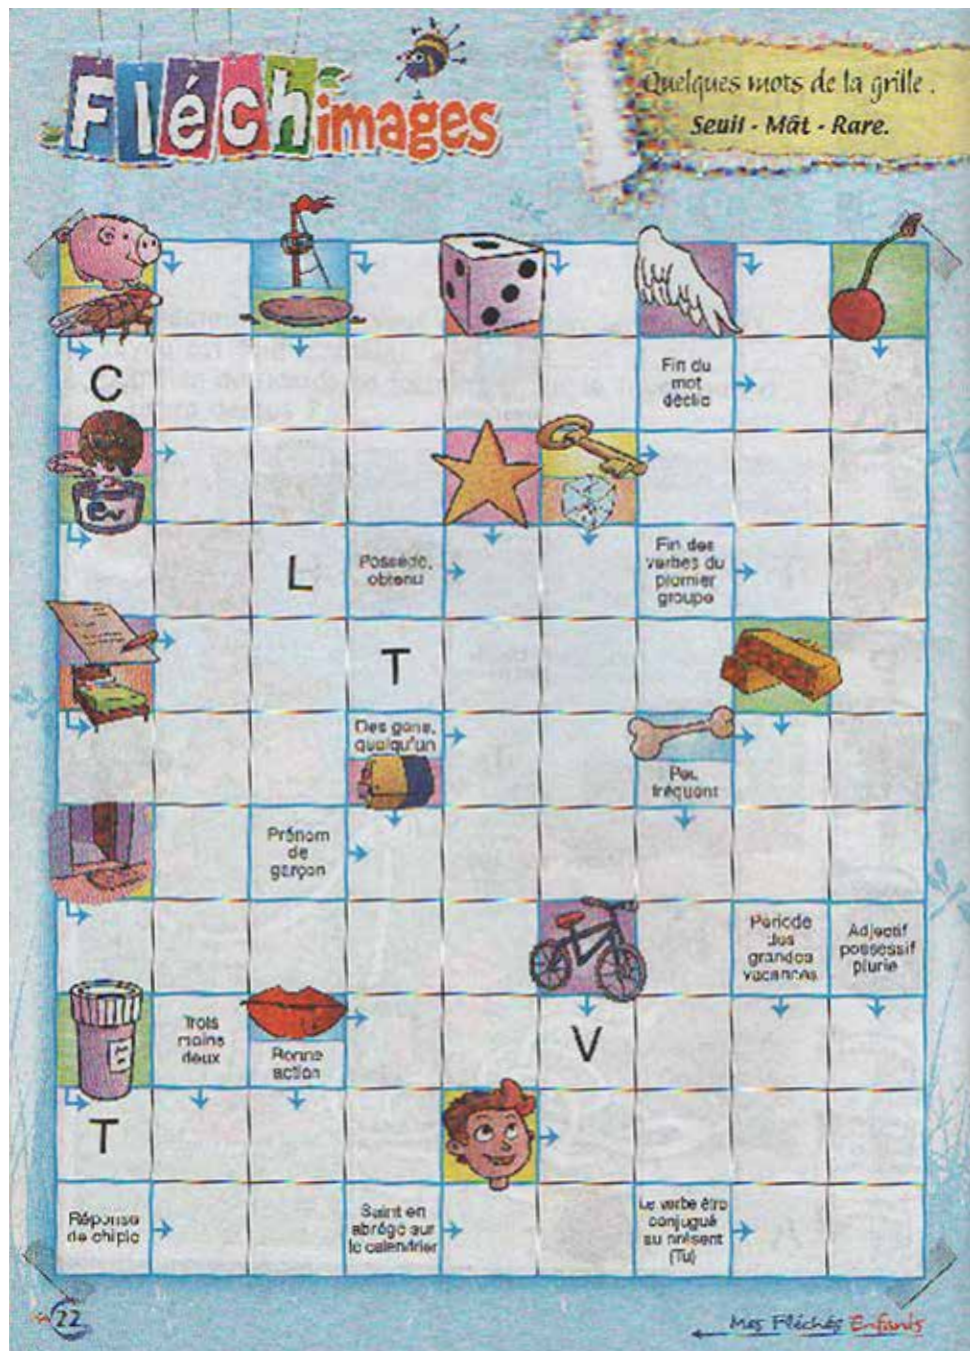 Fléchimages
Quelques mots de la grille.
Seuil - Mât - Rare.
C
Fin du
mot
déclic
L
Possédé,
obtenu
Fin des
verbes du
premier
groupe
T
Des gens,
quelqu'un
Peu
fréquent
Prénom
de
garçon
Période
des
grandes
vacances
Adjectif
possessif
pluriel
Trois
moins
deux
Bonne
action
V
T
Réponse
de chipie
Saint en
abrégé sur
le calendrier
Le verbe être
conjugué
au présent
(Tu)
22
Mes Fléchés Enfants